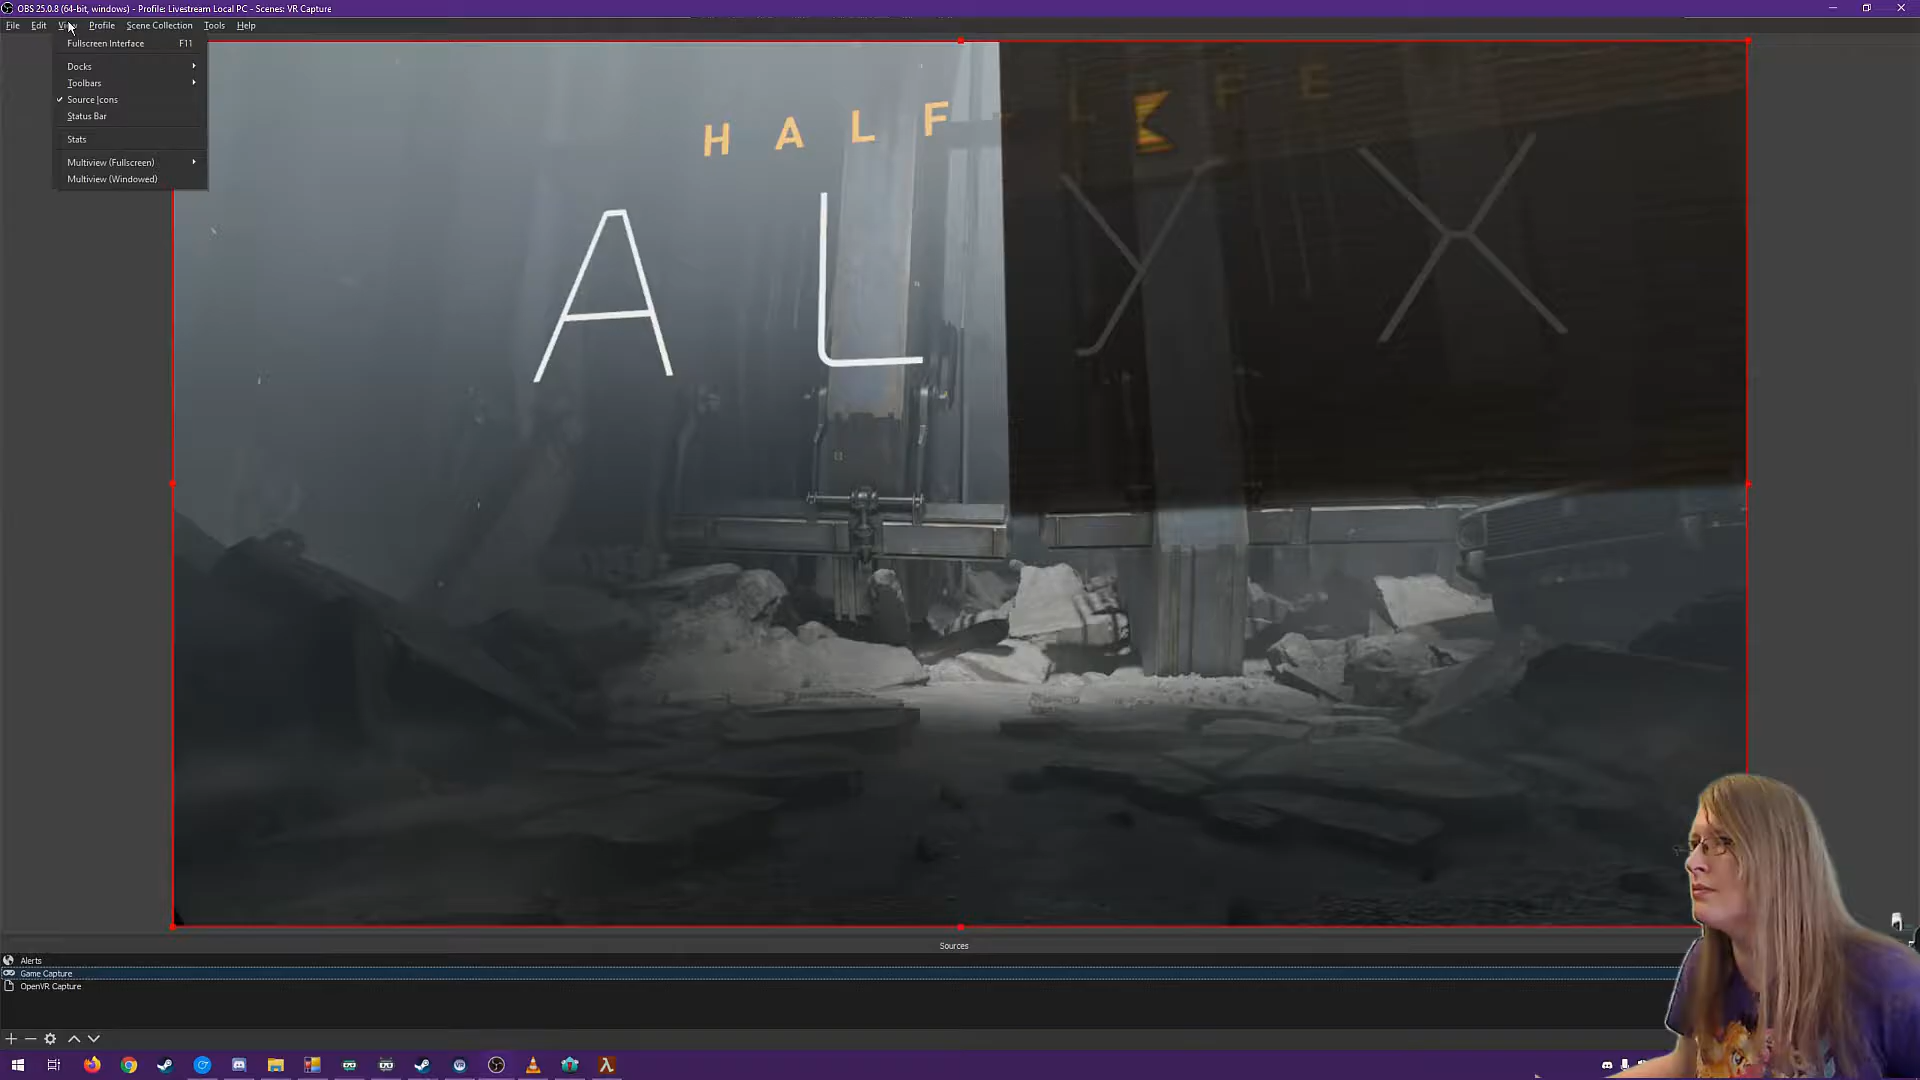 OBS 25.0.8 (64-bit, windows) - Profile: Livestream Local PC - Scenes: VR Capture
File Edit View Profile Scene Collection Tools Help
Fullscreen Interface F11
Docks
Toolbars
Source Icons
Status Bar
Stats
Multiview (Fullscreen)
Multiview (Windowed)
HALF
A L Y X
Sources
Alerts
Game Capture
OpenVR Capture